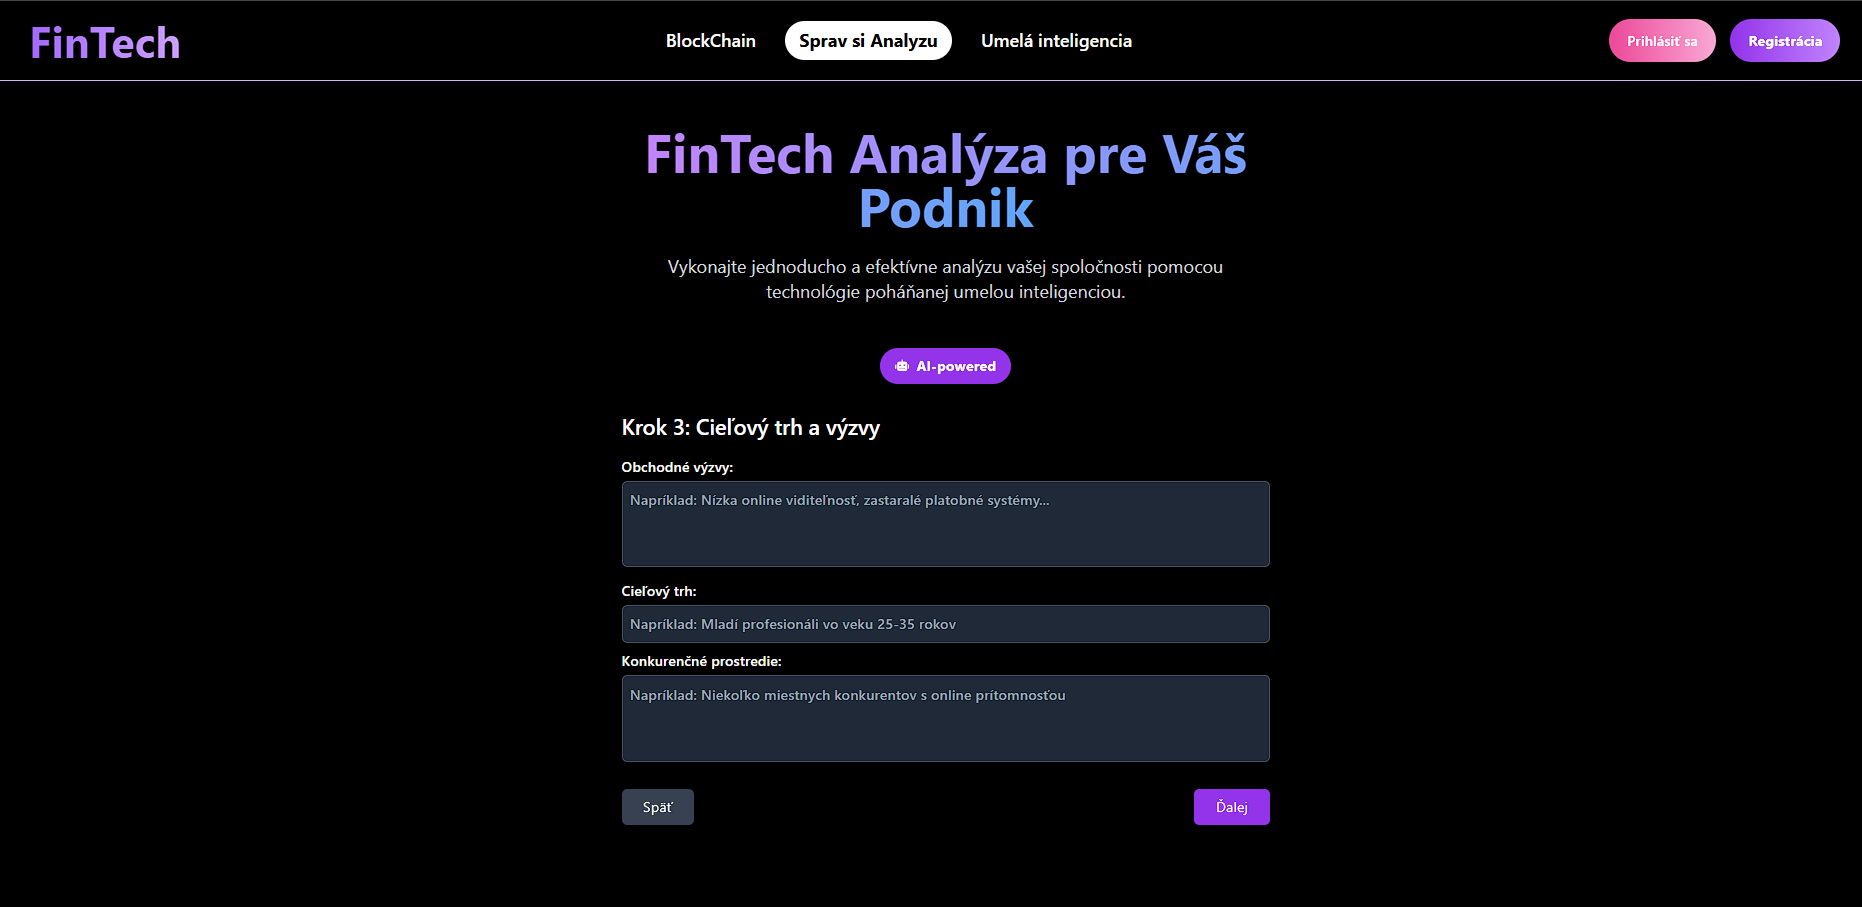 FinTech
BlockChain
Sprav si Analyzu
Umelá inteligencia
Prihlásiť sa
Registrácia
FinTech Analýza pre Váš
Podnik
Vykonajte jednoducho a efektívne analýzu vašej spoločnosti pomocou
technológie poháňanej umelou inteligenciou.
AI-powered
Krok 3: Cieľový trh a výzvy
Obchodné výzvy:
Napríklad: Nízka online viditeľnosť, zastaralé platobné systémy...
Cieľový trh:
Napríklad: Mladí profesionáli vo veku 25-35 rokov
Konkurenčné prostredie:
Napríklad: Niekoľko miestnych konkurentov s online prítomnosťou
Späť
Ďalej